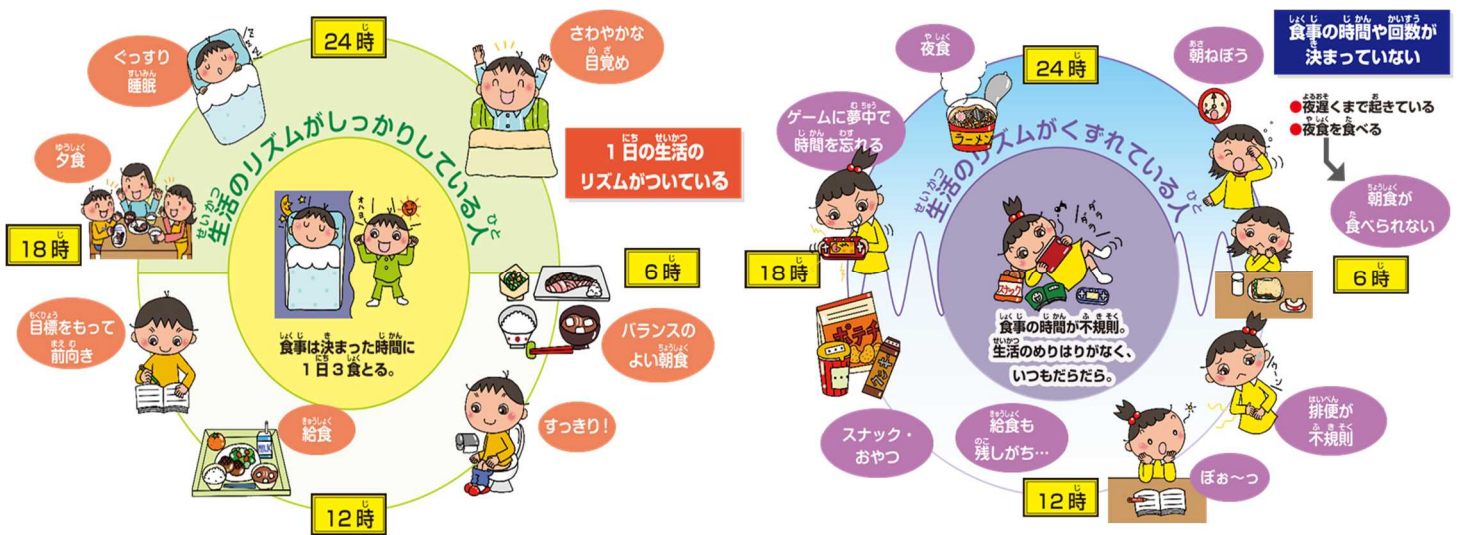 24時
さわやかな
目覚め
ぐっすり
睡眠
生活のリズムがしっかりしている人
1日の生活の
リズムがついている
夕食
18時
6時
バランスの
よい朝食
目標をもって
前向き
食事は決まった時間に
1日3食とる。
給食
すっきり！
12時
食事の時間や回数が
決まっていない
●夜遅くまで起きている
●夜食を食べる
朝食が
食べられない
24時
夜食
ラーメン
朝ねぼう
ゲームに夢中で
時間を忘れる
生活のリズムがくずれている人
18時
6時
スナック
食事の時間が不規則。
生活のめりはりがなく、
いつもだらだら。
ポテチ
スナック・
おやつ
給食も
残しがち…
排便が
不規則
ぼぉ〜っ
12時